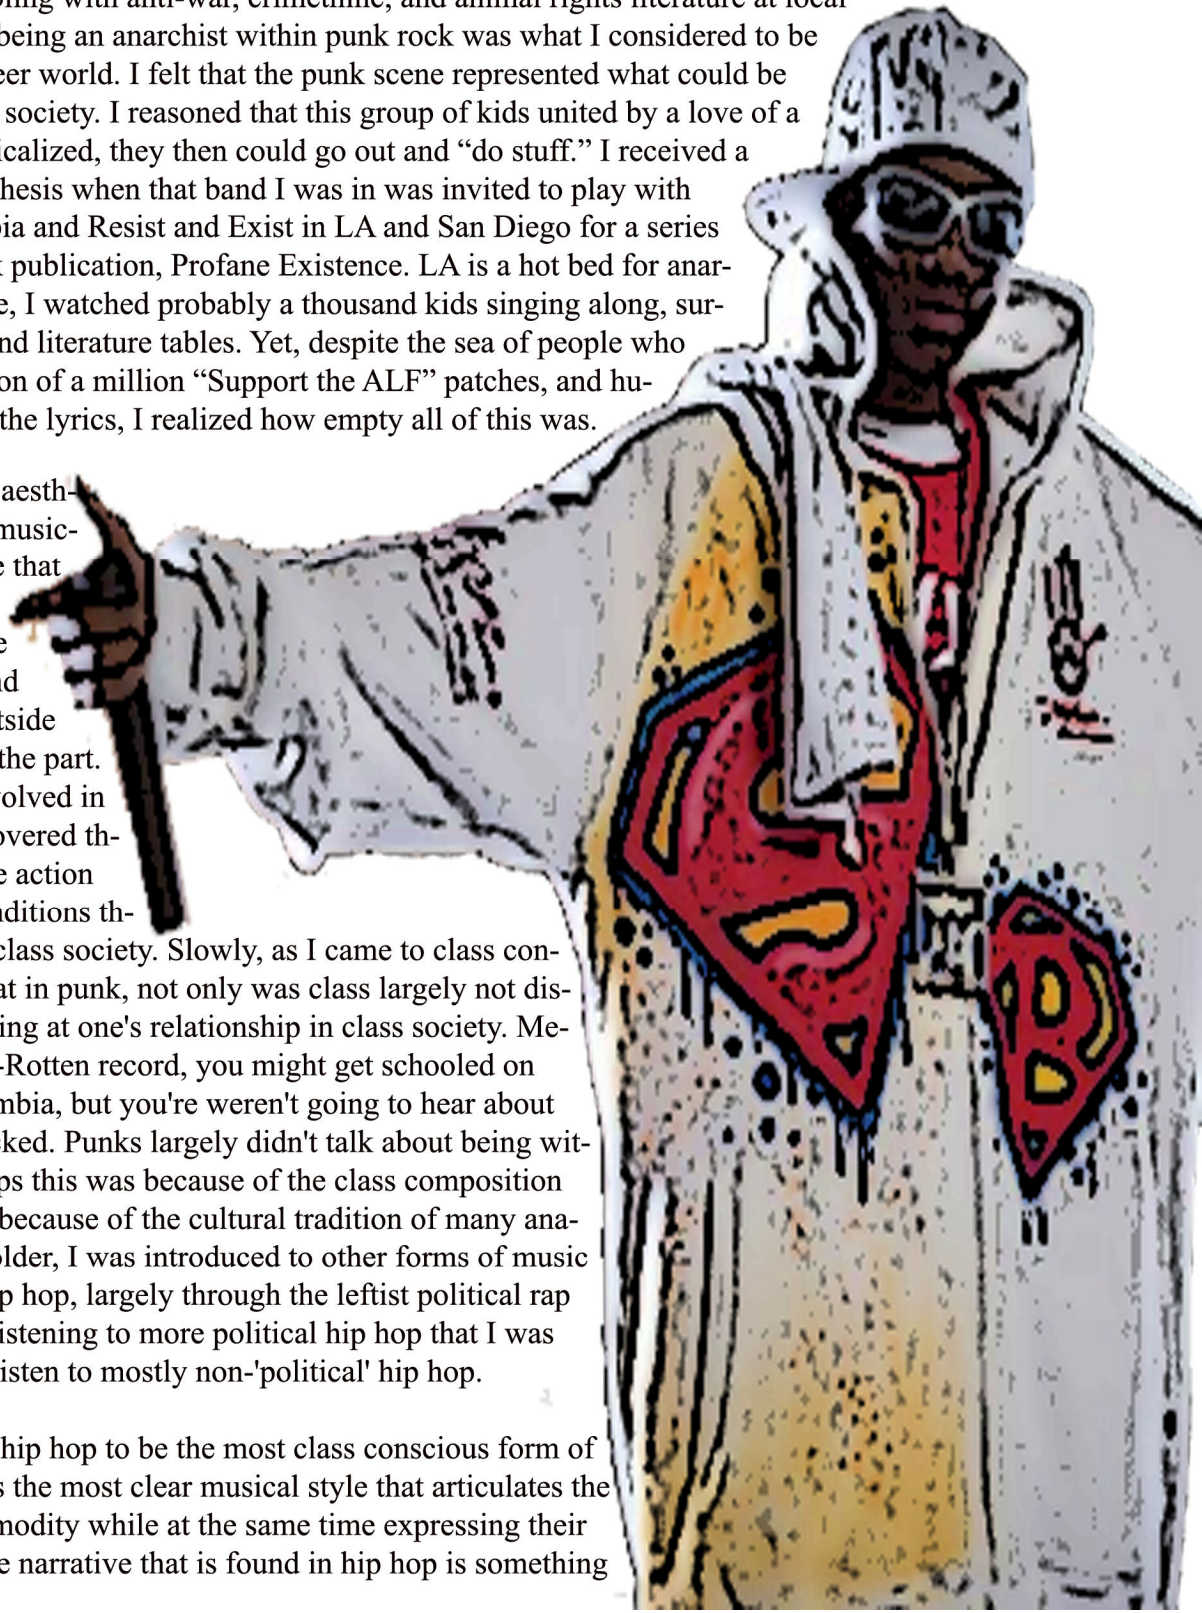 with anti-war, crimethinc, and animal rights literature at local
being an anarchist within punk rock was what I considered to be
eer world. I felt that the punk scene represented what could be
society. I reasoned that this group of kids united by a love of a
icalized, they then could go out and “do stuff.” I received a
hesis when that band I was in was invited to play with
ia and Resist and Exist in LA and San Diego for a series
publication, Profane Existence. LA is a hot bed for anar-
e, I watched probably a thousand kids singing along, sur-
nd literature tables. Yet, despite the sea of people who
on of a million “Support the ALF” patches, and hu-
the lyrics, I realized how empty all of this was.
aesth-
music-
e that
e
d
tside
the part.
olved in
overed th-
e action
nditions th-
class society. Slowly, as I came to class con-
at in punk, not only was class largely not dis-
ing at one's relationship in class society. Me-
-Rotten record, you might get schooled on
mbia, but you're weren't going to hear about
ked. Punks largely didn't talk about being wit-
ps this was because of the class composition
because of the cultural tradition of many ana-
older, I was introduced to other forms of music
p hop, largely through the leftist political rap
istening to more political hip hop that I was
isten to mostly non-'political' hip hop.
hip hop to be the most class conscious form of
s the most clear musical style that articulates the
modity while at the same time expressing their
e narrative that is found in hip hop is something